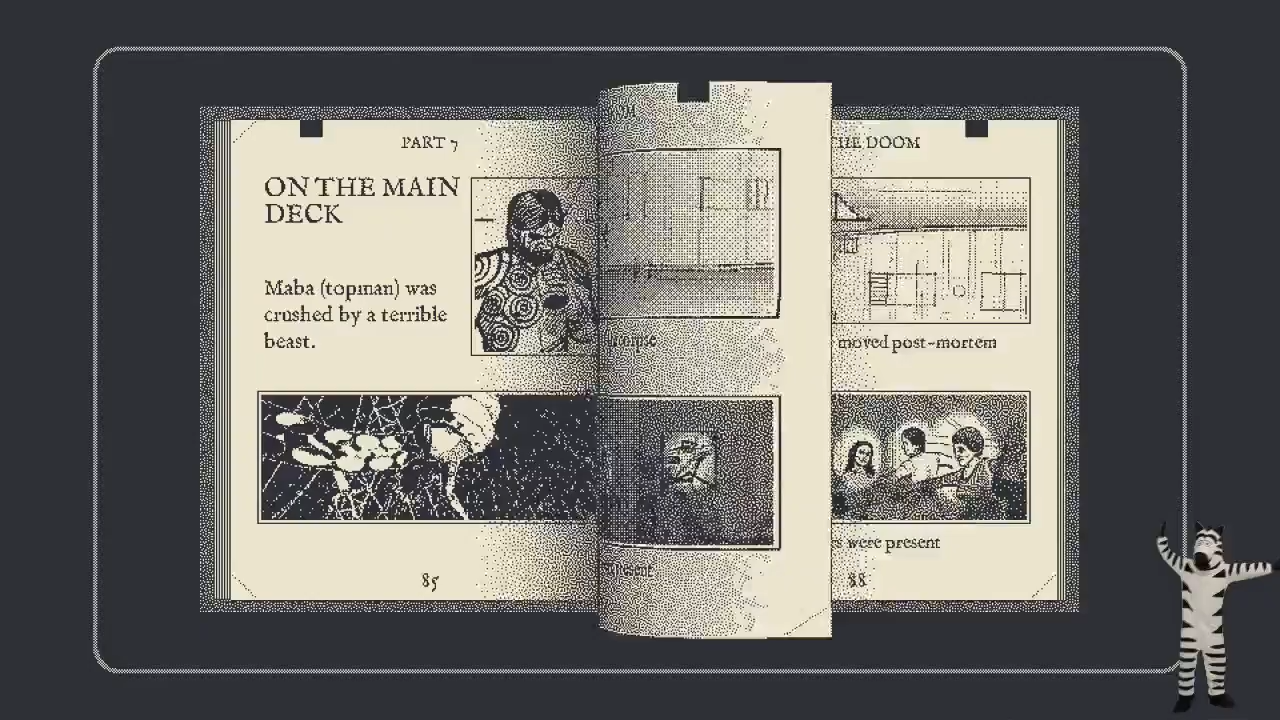 PART 7
ON THE MAIN
DECK
Maba (topman) was
crushed by a terrible
beast.
85
THE DOOM
moved post-mortem
were present
88